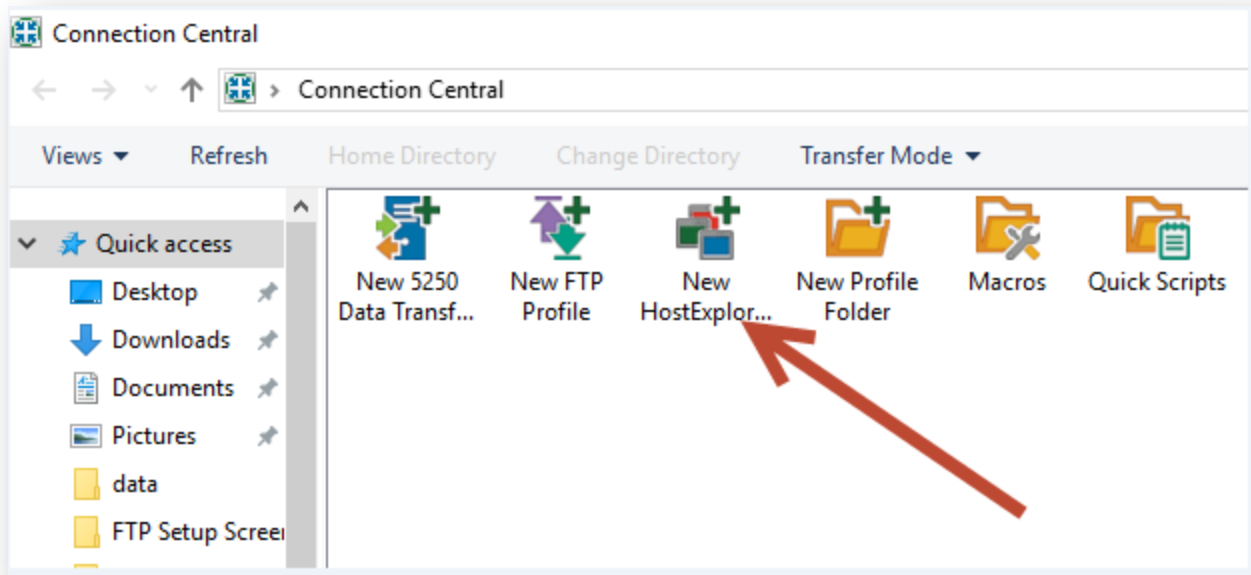 Connection Central
Connection Central
Views Refresh Home Directory Change Directory Transfer Mode
Quick access
Desktop
Downloads
Documents
Pictures
data
FTP Setup Screen
New 5250
Data Transf...
New FTP
Profile
New
HostExplor...
New Profile
Folder
Macros
Quick Scripts